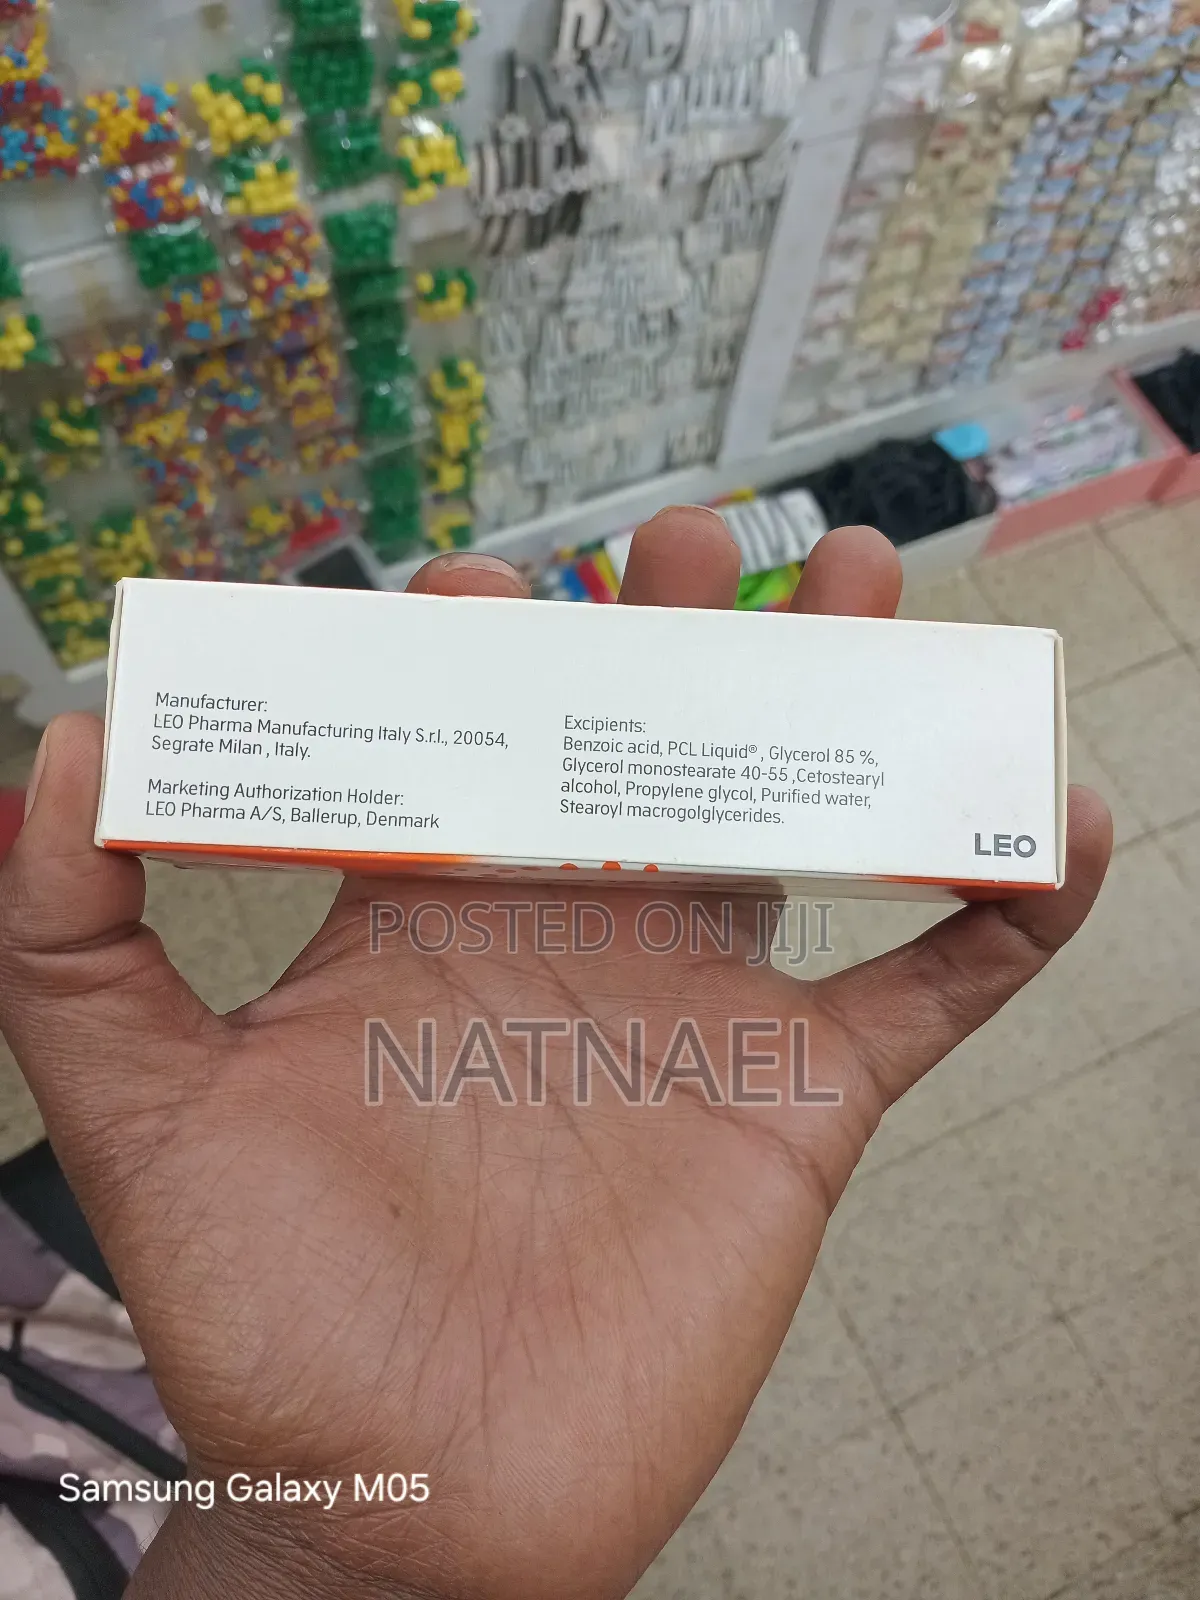 Manufacturer:
LEO Pharma Manufacturing Italy S.r.l., 20054,
Segrate Milan , Italy.
Marketing Authorization Holder:
LEO Pharma A/S, Ballerup, Denmark
Excipients:
Benzoic acid, PCL Liquid® , Glycerol 85 %,
Glycerol monostearate 40-55 ,Cetostearyl
alcohol, Propylene glycol, Purified water,
Stearoyl macrogolglycerides.
LEO
POSTED ON JIJI
NATNAEL
Samsung Galaxy M05